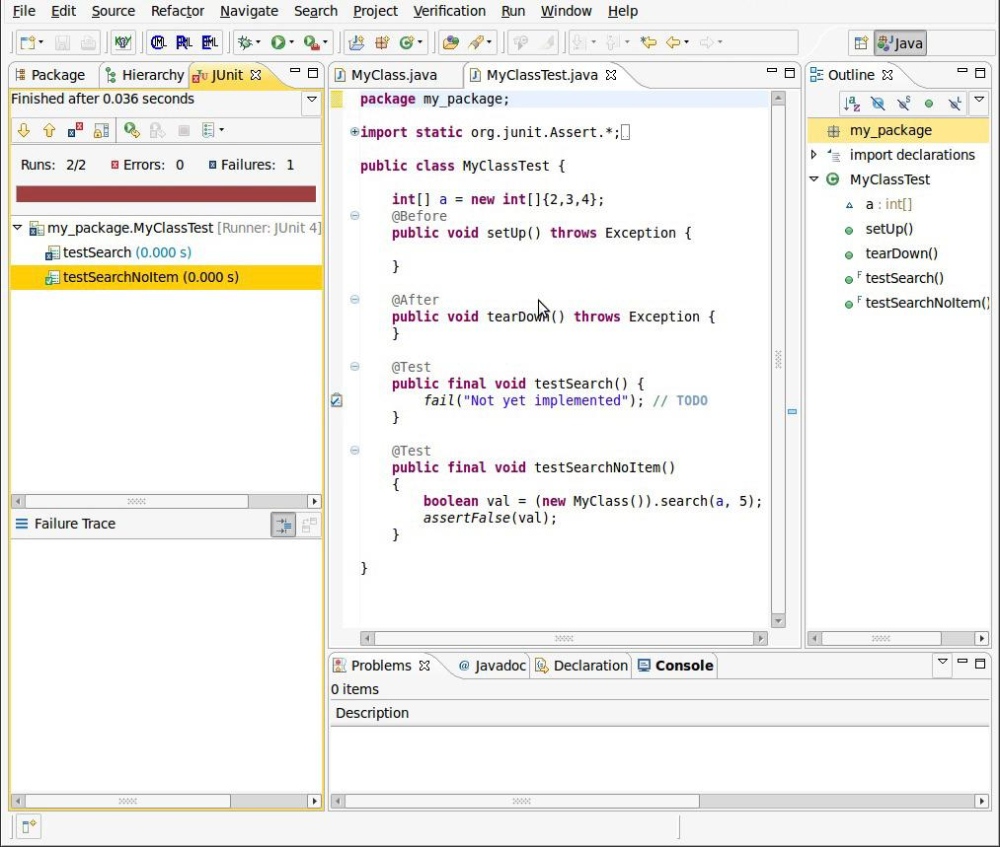 File Edit Source Refactor Navigate Search Project Verification Run Window Help
KeY JML JML JML Java
Package Hierarchy JUnit
Finished after 0.036 seconds
Runs: 2/2 Errors: 0 Failures: 1
my_package.MyClassTest [Runner: JUnit 4]
testSearch (0.000 s)
testSearchNoItem (0.000 s)
Failure Trace
MyClass.java MyClassTest.java
package my_package;
import static org.junit.Assert.*;
public class MyClassTest {
int[] a = new int[]{2,3,4};
@Before
public void setUp() throws Exception {
}
@After
public void tearDown() throws Exception {
}
@Test
public final void testSearch() {
fail("Not yet implemented"); // TODO
}
@Test
public final void testSearchNoItem()
{
boolean val = (new MyClass()).search(a, 5);
assertFalse(val);
}
}
Outline
my_package
import declarations
MyClassTest
a : int[]
setUp()
tearDown()
testSearch()
testSearchNoItem()
Problems @ Javadoc Declaration Console
0 items
Description